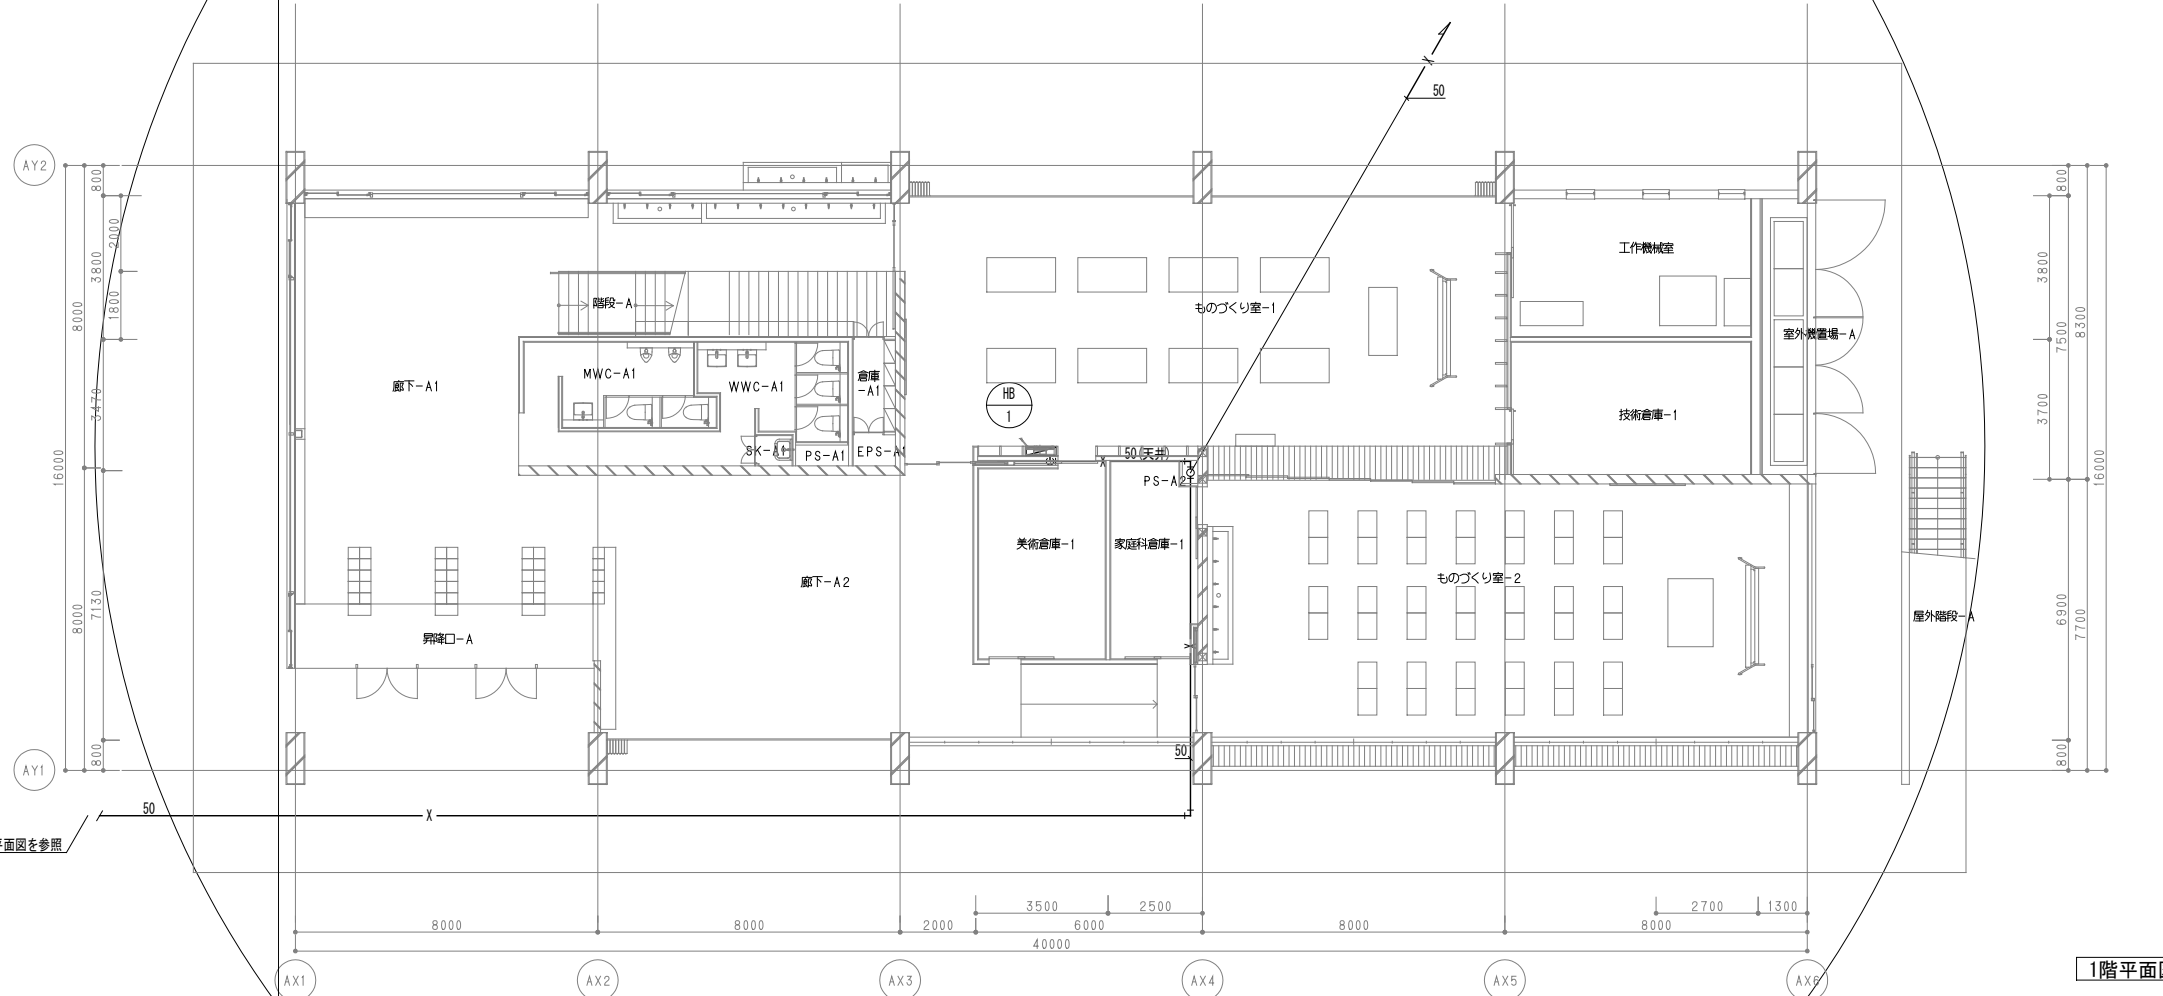 50
AY2
800
800
2000
3800
8000
1800
16000
3470
8000
7130
800
AY1
工作機械室
階段-A
ものづくり室-1
室外機置場-A
MWC-A1
WWC-A1
倉庫
-A1
廊下-A1
HB
1
技術倉庫-1
SK-A1
PS-A1
EPS-A1
50(天井)
PS-A2
美術倉庫-1
家庭科倉庫-1
廊下-A2
ものづくり室-2
昇降口-A
屋外階段-A
3800
7500
8300
3700
16000
6900
7700
800
50
50
X
X
X
X
平面図を参照
3500
2500
2700
1300
8000
8000
2000
6000
8000
8000
40000
AX1
AX2
AX3
AX4
AX5
AX6
1階平面